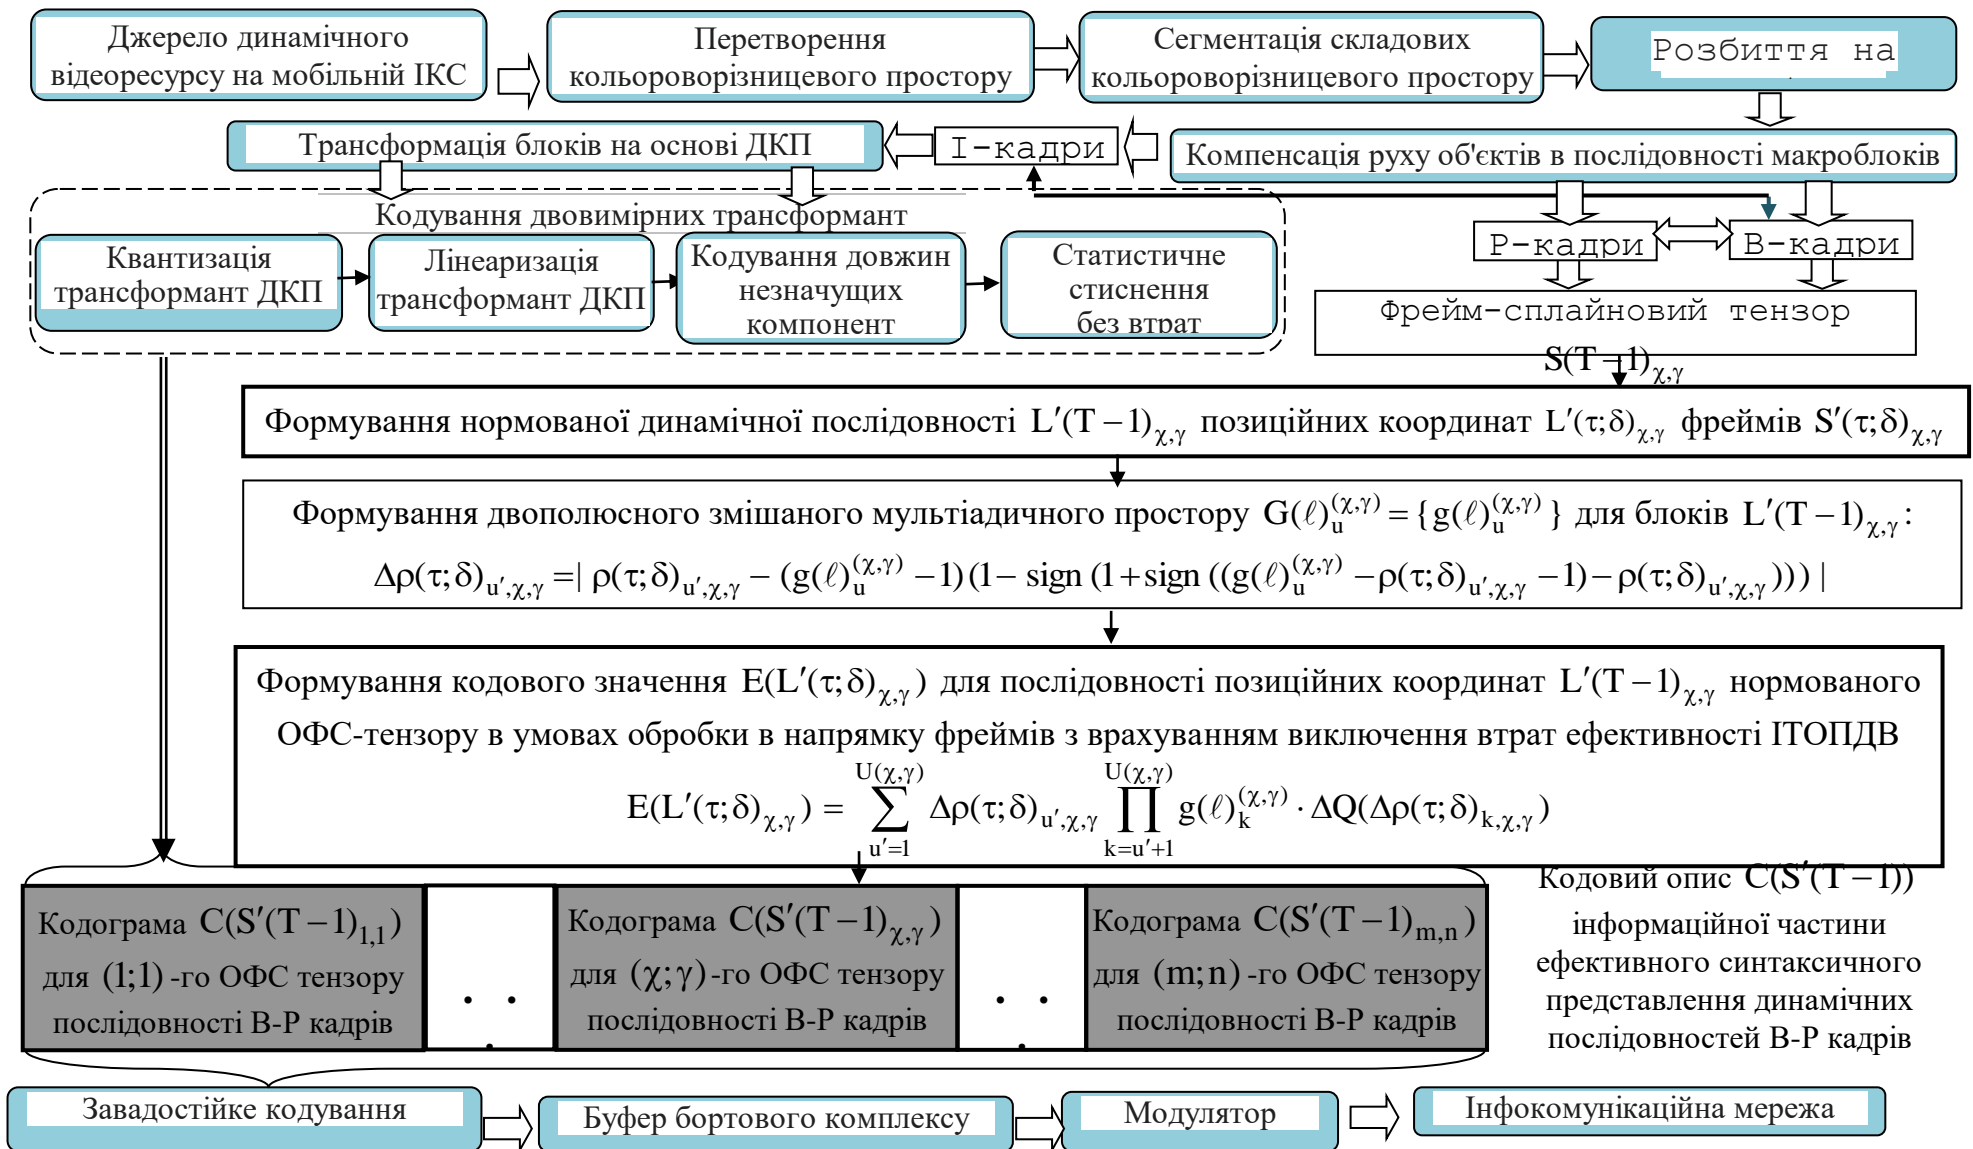 Джерело динамічного
відеоресурсу на мобільній ІКС
Перетворення
кольороворізницевого простору
Сегментація складових
кольороворізницевого простору
Розбиття на
Трансформація блоків на основі ДКП
I-кадри
Компенсація руху об'єктів в послідовності макроблоків
Кодування двовимірних трансформант
P-кадри
B-кадри
Квантизація
трансформант ДКП
Лінеаризація
трансформант ДКП
Кодування довжин
незначущих
компонент
Статистичне
стиснення
без втрат
Фрейм-сплайновий тензор
S(T−1)_{χ,γ}
Формування нормованої динамічної послідовності L′(T−1)_{χ,γ} позиційних координат L′(τ;δ)_{χ,γ} фреймів S′(τ;δ)_{χ,γ}
Формування двополюсного змішаного мультіадичного простору G(ℓ)_u^{(χ,γ)} = {g(ℓ)_u^{(χ,γ)}} для блоків L′(T−1)_{χ,γ}:
Δρ(τ;δ)_{u′,χ,γ} =| ρ(τ;δ)_{u′,χ,γ} − (g(ℓ)_u^{(χ,γ)} −1)(1− sign (1+sign ((g(ℓ)_u^{(χ,γ)} −ρ(τ;δ)_{u′,χ,γ} −1)−ρ(τ;δ)_{u′,χ,γ}))) |
Формування кодового значення E(L′(τ;δ)_{χ,γ}) для послідовності позиційних координат L′(T−1)_{χ,γ} нормованого
ОФС-тензору в умовах обробки в напрямку фреймів з врахуванням виключення втрат ефективності ІТОПДВ
E(L′(τ;δ)_{χ,γ}) = ∑_{u′=1}^{U(χ,γ)} Δρ(τ;δ)_{u′,χ,γ} ∏_{k=u′+1}^{U(χ,γ)} g(ℓ)_k^{(χ,γ)} · ΔQ(Δρ(τ;δ)_{k,χ,γ})
Кодограма C(S′(T−1)_{1,1})
для (1;1) -го ОФС тензору
послідовності В-Р кадрів
. . .
Кодограма C(S′(T−1)_{χ,γ})
для (χ;γ) -го ОФС тензору
послідовності В-Р кадрів
. . .
Кодограма C(S′(T−1)_{m,n})
для (m;n) -го ОФС тензору
послідовності В-Р кадрів
Кодовий опис C(S′(T−1))
інформаційної частини
ефективного синтаксичного
представлення динамічних
послідовностей В-Р кадрів
Завадостійке кодування
Буфер бортового комплексу
Модулятор
Інфокомунікаційна мережа